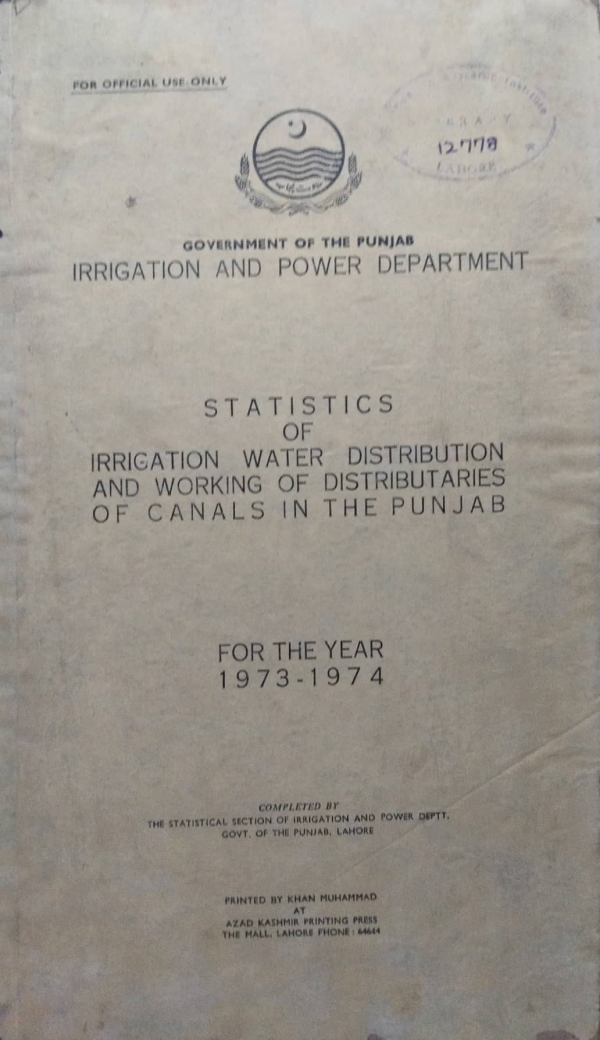 FOR OFFICIAL USE ONLY
Institute
12778
LAHORE
GOVERNMENT OF THE PUNJAB
IRRIGATION AND POWER DEPARTMENT
STATISTICS
OF
IRRIGATION WATER DISTRIBUTION
AND WORKING OF DISTRIBUTARIES
OF CANALS IN THE PUNJAB
FOR THE YEAR
1973-1974
COMPLETED BY
THE STATISTICAL SECTION OF IRRIGATION AND POWER DEPTT.
GOVT. OF THE PUNJAB, LAHORE
PRINTED BY KHAN MUHAMMAD
AT
AZAD KASHMIR PRINTING PRESS
THE MALL, LAHORE PHONE : 64644